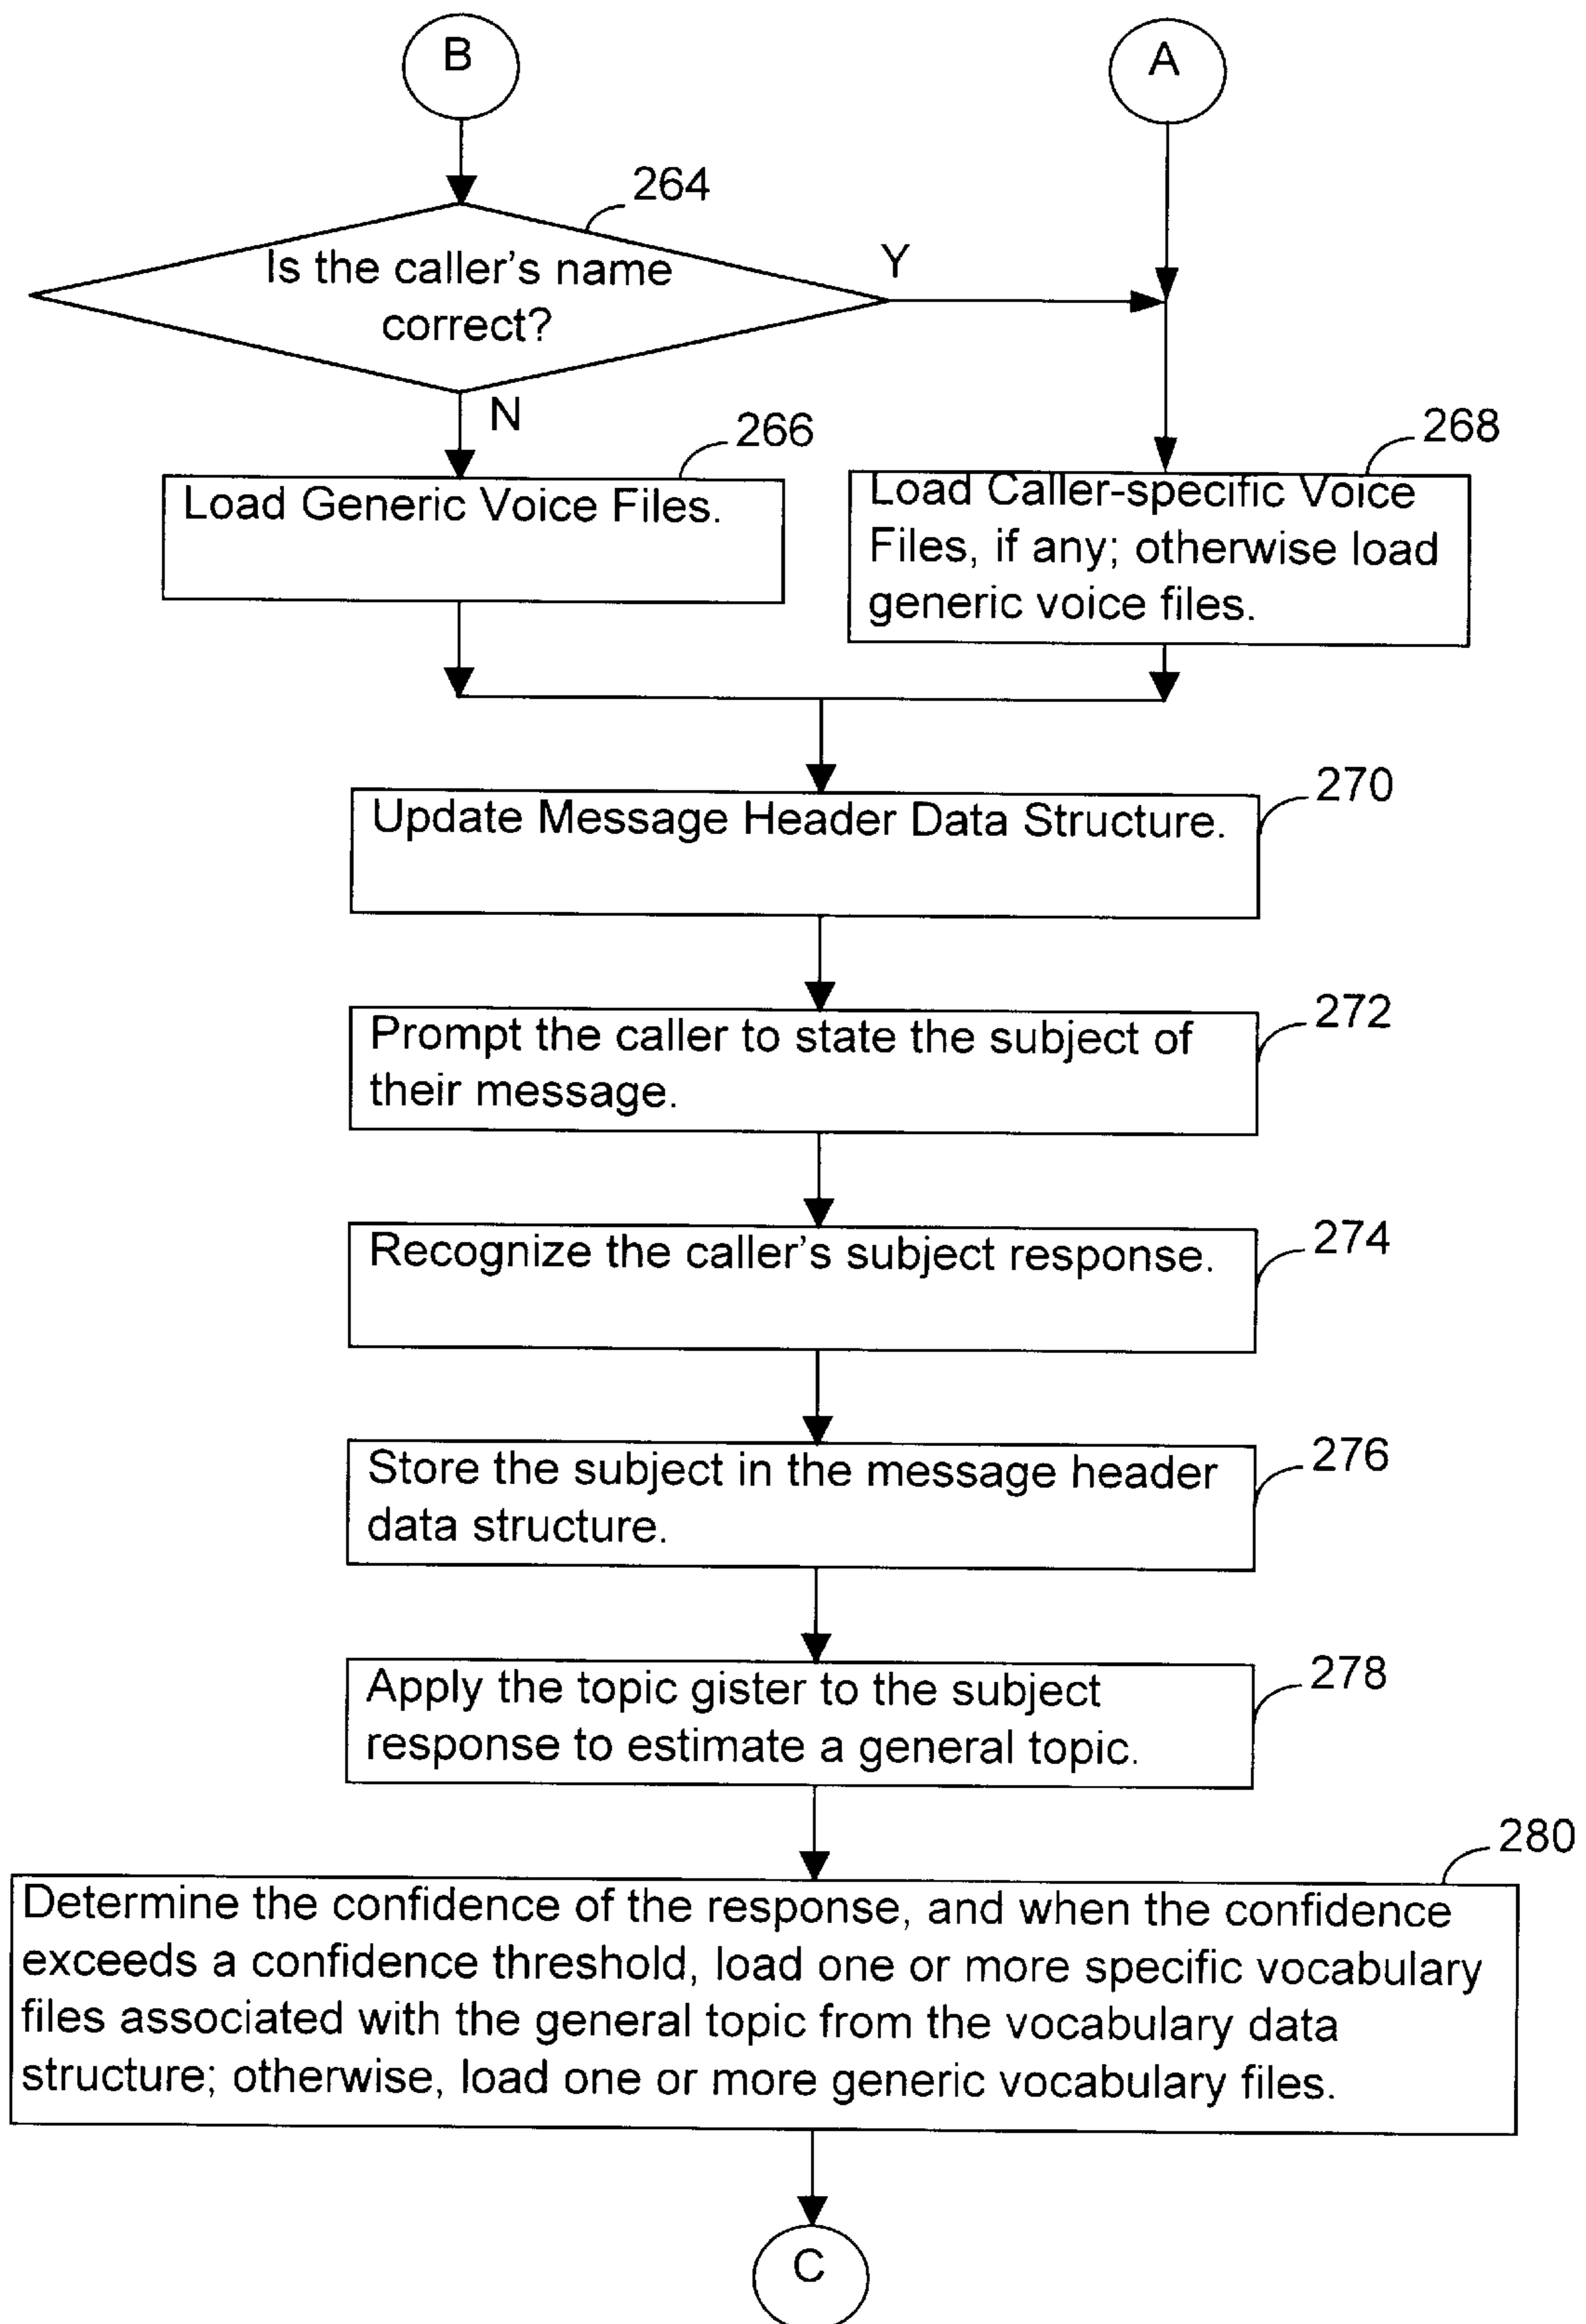 B
A
264
Is the caller's name
correct?
Y
N
266
268
Load Generic Voice Files.
Load Caller-specific Voice
Files, if any; otherwise load
generic voice files.
270
Update Message Header Data Structure.
272
Prompt the caller to state the subject of
their message.
274
Recognize the caller's subject response.
276
Store the subject in the message header
data structure.
278
Apply the topic gister to the subject
response to estimate a general topic.
280
Determine the confidence of the response, and when the confidence
exceeds a confidence threshold, load one or more specific vocabulary
files associated with the general topic from the vocabulary data
structure; otherwise, load one or more generic vocabulary files.
C